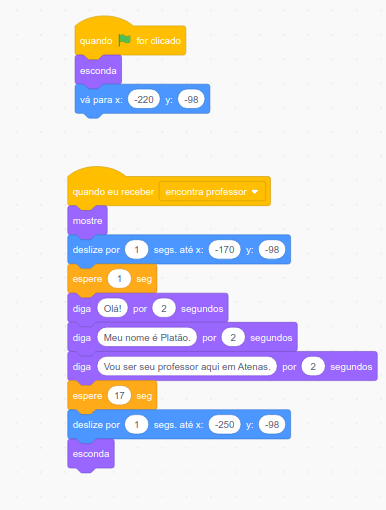 quando for clicado
esconda
vá para x: -220 y: -98
quando eu receber encontra professor
mostre
deslize por 1 segs. até x: -170 y: -98
espere 1 seg
diga Olá! por 2 segundos
diga Meu nome é Platão. por 2 segundos
diga Vou ser seu professor aqui em Atenas. por 2 segundos
espere 17 seg
deslize por 1 segs. até x: -250 y: -98
esconda